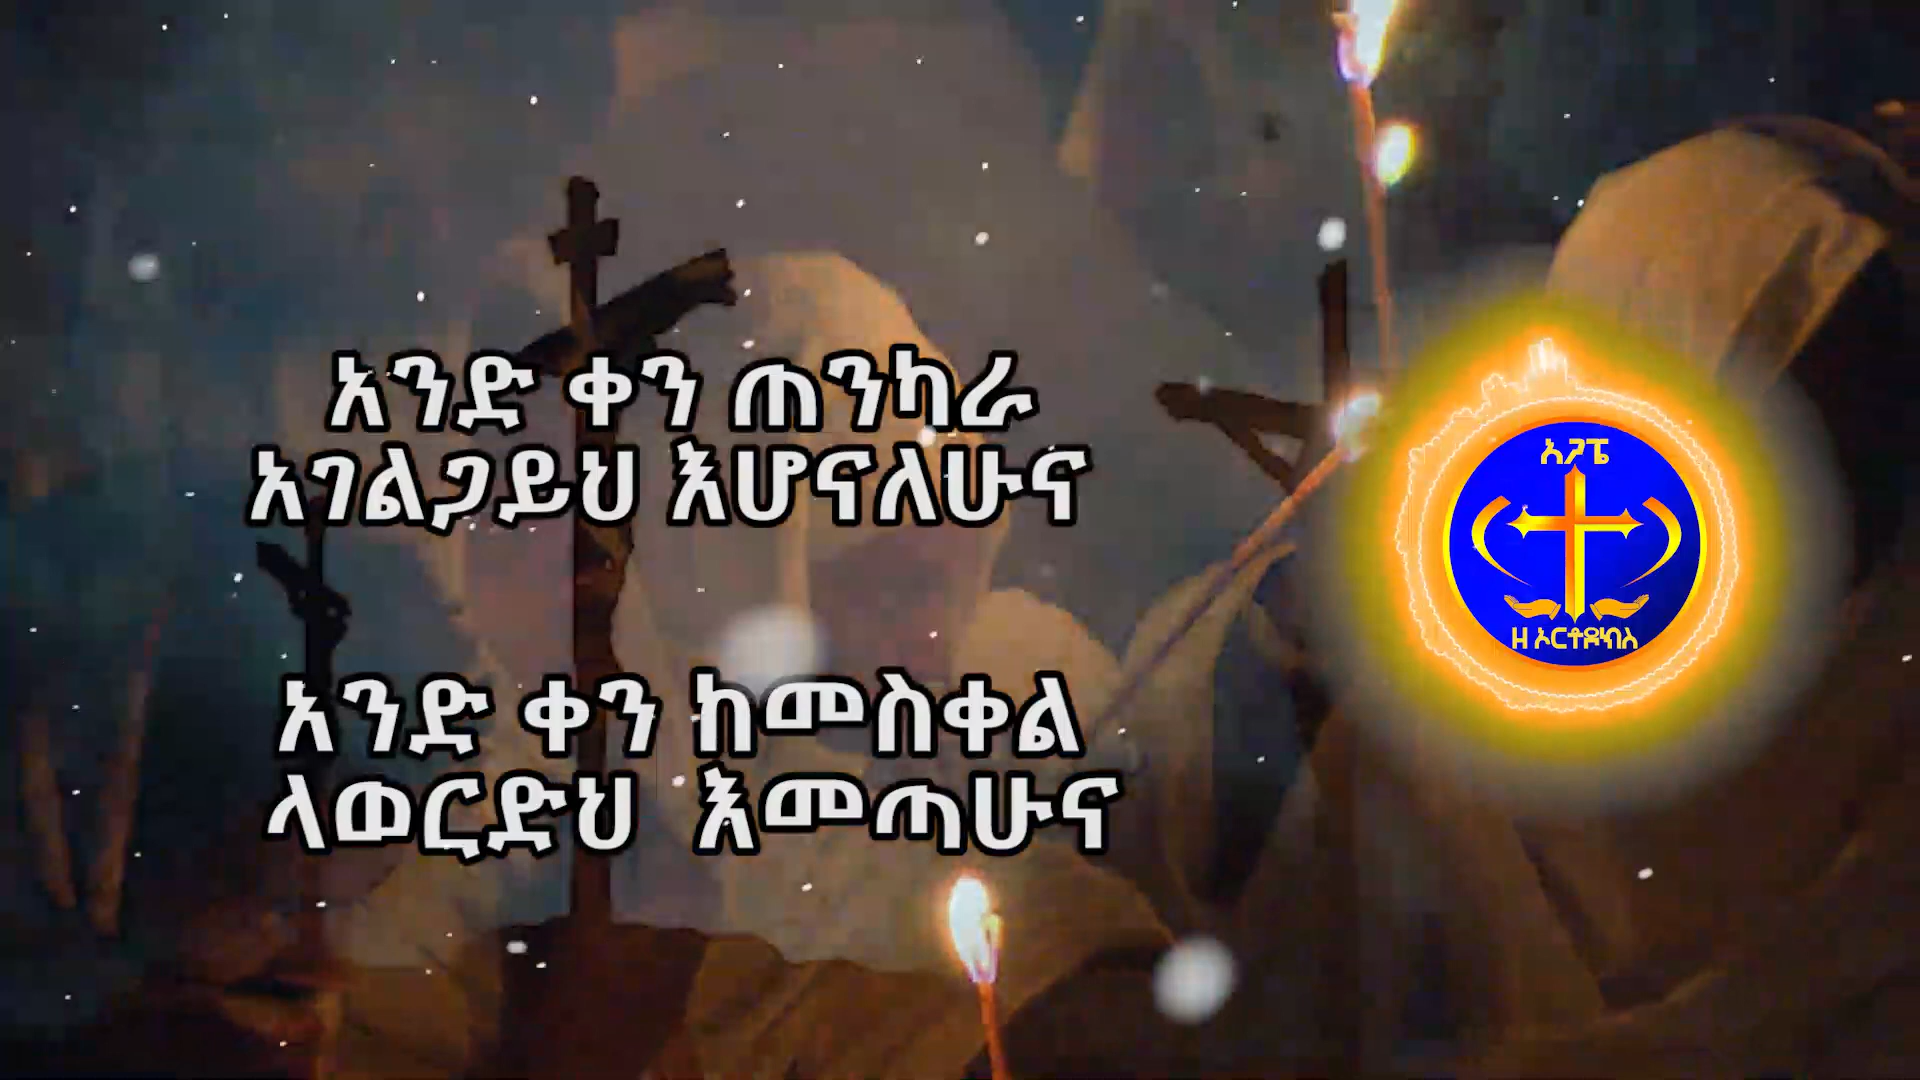 አንድ ቀን ጠንካራ
አገልጋይህ እሆናለሁና
አንድ ቀን ከመስቀል
ላወርድህ እመጣሁና
አጋፔ
ዘ ኦርቶዶክስ